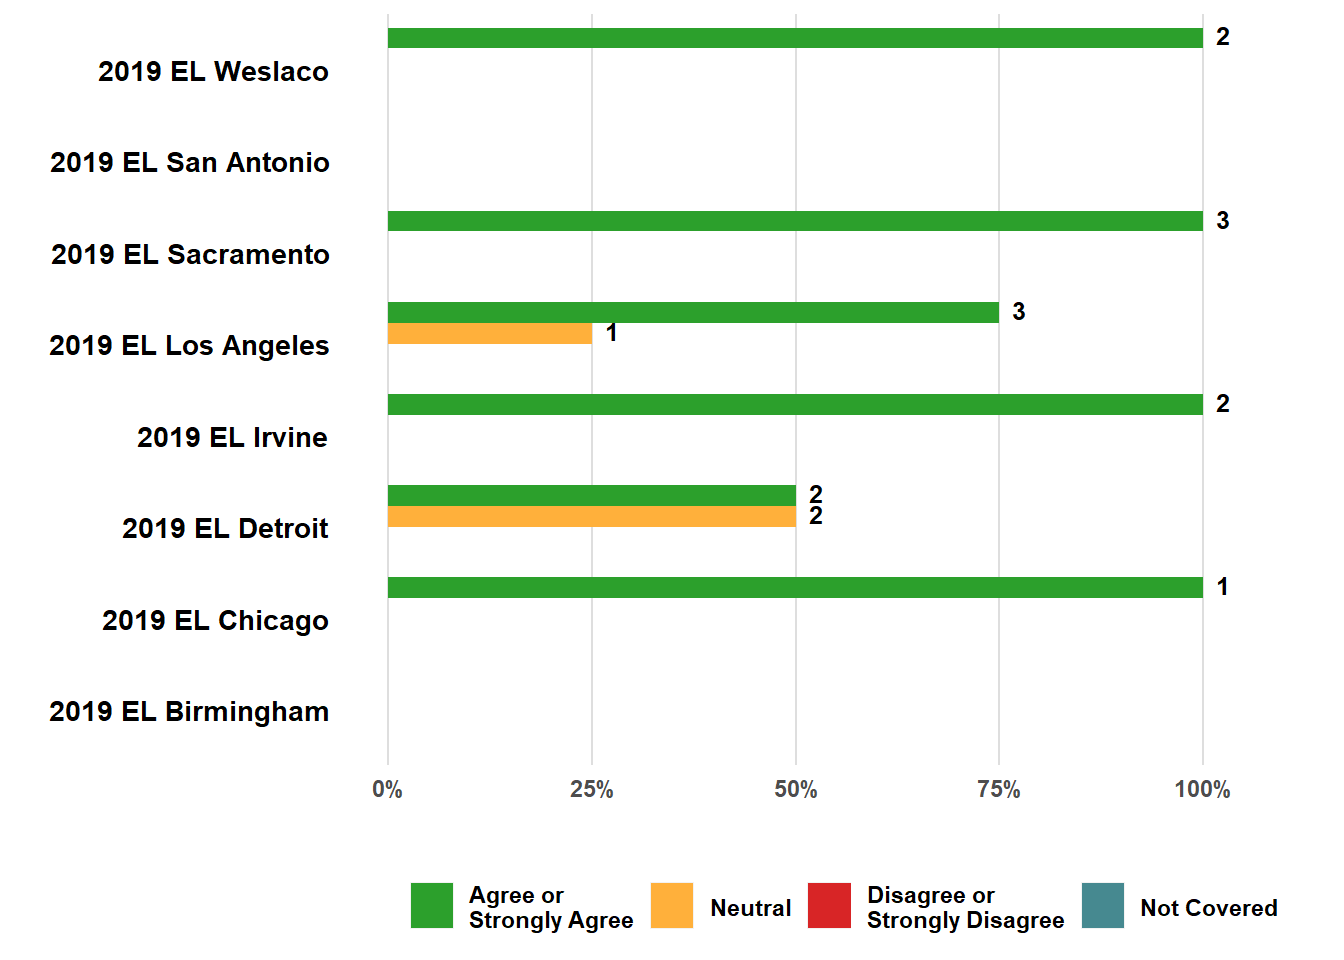 2
2019 EL Weslaco
2019 EL San Antonio
3
2019 EL Sacramento
3
1
2019 EL Los Angeles
2
2019 EL Irvine
2
2
2019 EL Detroit
1
2019 EL Chicago
2019 EL Birmingham
0% 25% 50% 75% 100%
Agree or
Strongly Agree
Neutral
Disagree or
Strongly Disagree
Not Covered